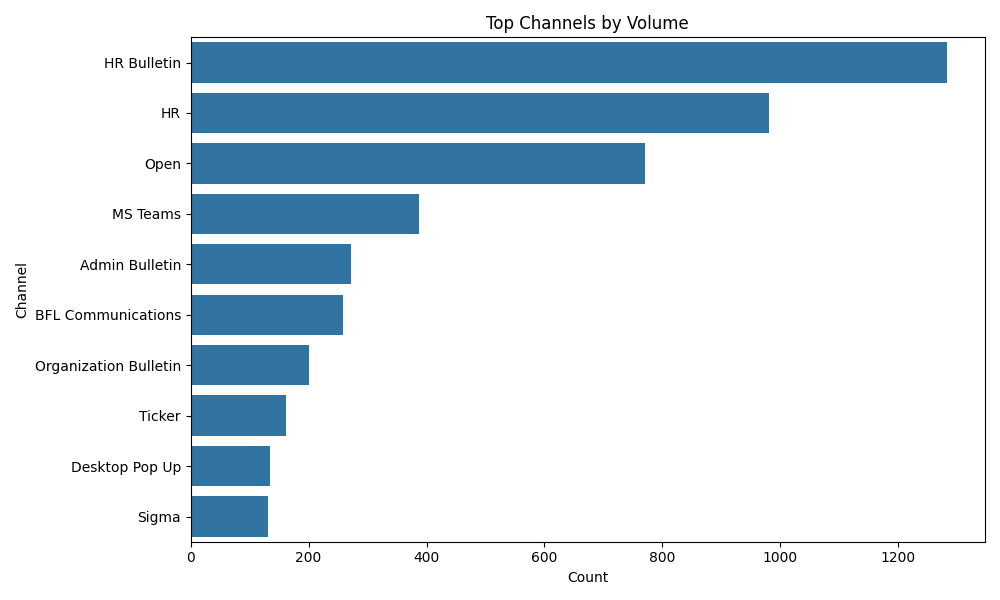 Top Channels by Volume
Channel
HR Bulletin
HR
Open
MS Teams
Admin Bulletin
BFL Communications
Organization Bulletin
Ticker
Desktop Pop Up
Sigma
0 200 400 600 800 1000 1200
Count